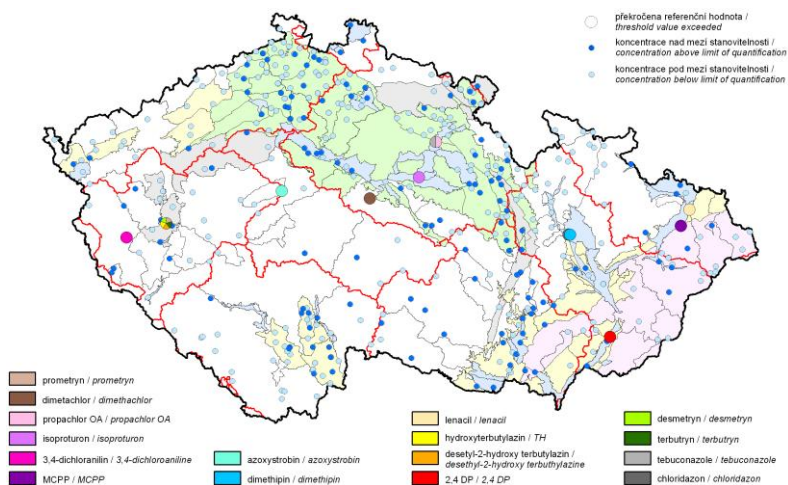 překročena referenční hodnota /
threshold value exceeded
koncentrace nad mezí stanovitelnosti /
concentration above limit of quantification
koncentrace pod mezí stanovitelnosti /
concentration below limit of quantification
prometryn / prometryn
dimetachlor / dimethachlor
propachlor OA / propachlor OA
isoproturon / isoproturon
3,4-dichloranilin / 3,4-dichloroaniline
MCPP / MCPP
azoxystrobin / azoxystrobin
dimethipin / dimetipin
lenacil / lenacil
hydroxyterbutylazin / TH
desetyl-2-hydroxy terbutylazin /
desethyl-2-hydroxy terbuthylazine
2,4 DP / 2,4 DP
desmetryn / desmetryn
terbutryn / terbutryn
tebuconazole / tebuconazole
chloridazon / chloridazon